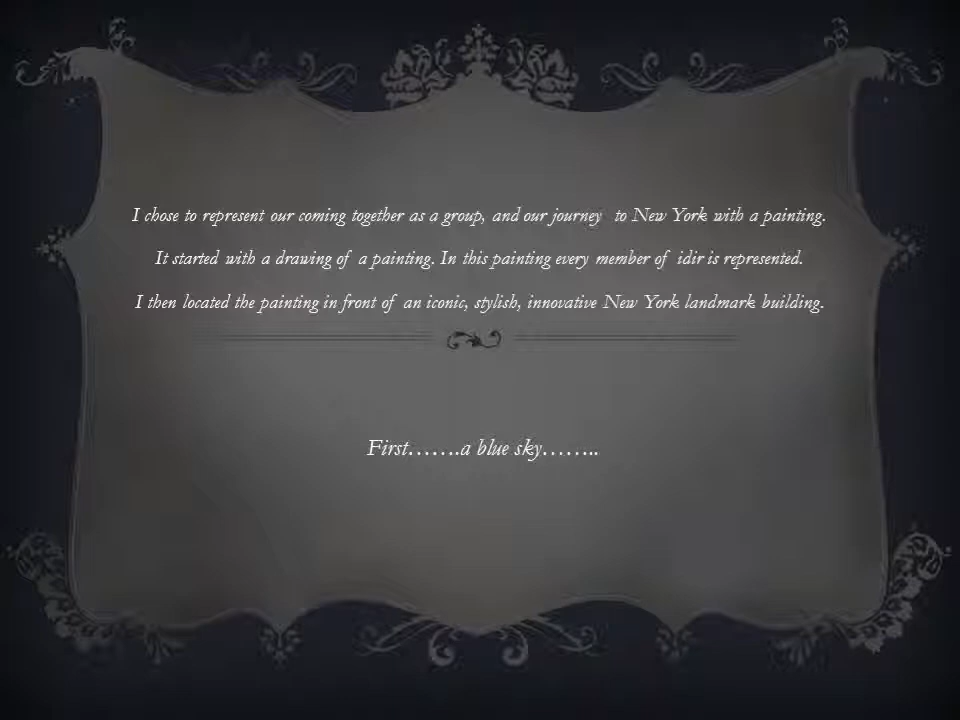 I chose to represent our coming together as a group, and our journey to New York with a painting.
It started with a drawing of a painting. In this painting every member of idir is represented.
I then located the painting in front of an iconic, stylish, innovative New York landmark building.
First…….a blue sky……..